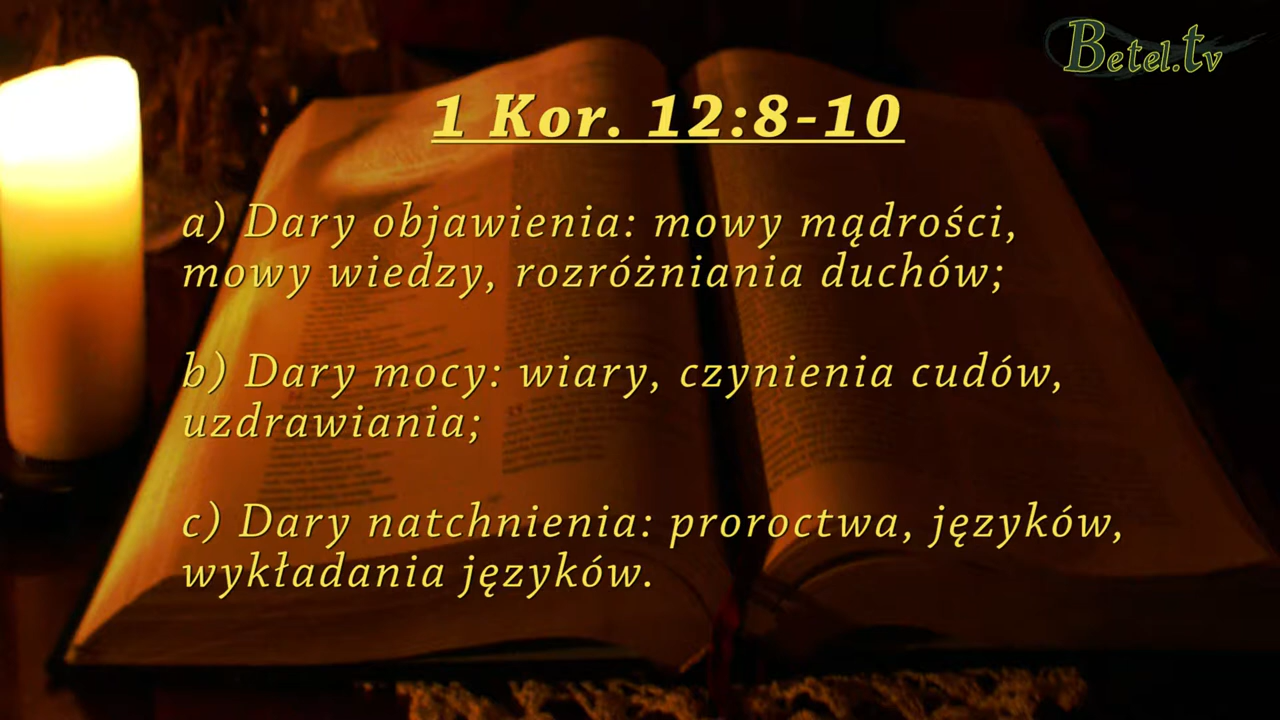 Betel.tv
1 Kor. 12:8-10
a) Dary objawienia: mowy mądrości,
mowy wiedzy, rozróżniania duchów;
b) Dary mocy: wiary, czynienia cudów,
uzdrawiania;
c) Dary natchnienia: proroctwa, języków,
wykładania języków.